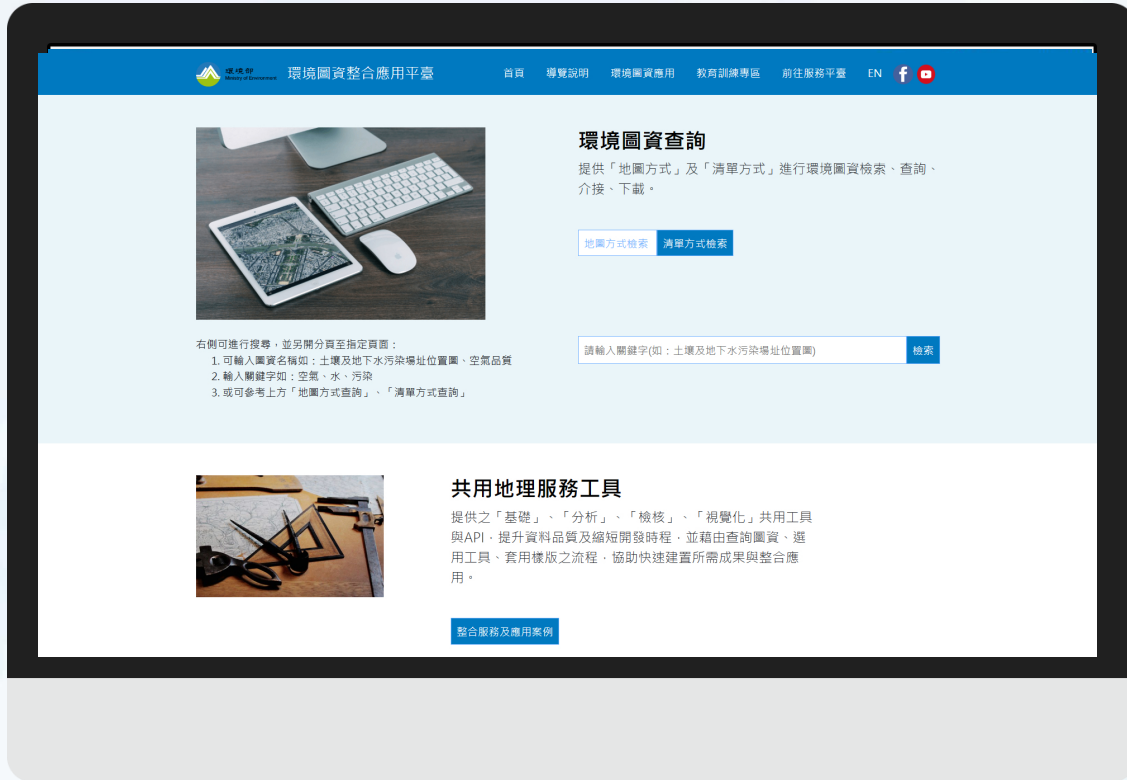 環境部
Ministry of Environment
環境圖資整合應用平臺
首頁 導覽說明 環境圖資應用 教育訓練專區 前往服務平臺 EN
環境圖資查詢
提供「地圖方式」及「清單方式」進行環境圖資檢索、查詢、
介接、下載。
地圖方式檢索 清單方式檢索
右側可進行搜尋，並另開分頁至指定頁面：
1. 可輸入圖資名稱如：土壤及地下水污染場址位置圖、空氣品質
2. 輸入關鍵字如：空氣、水、污染
3. 或可參考上方「地圖方式查詢」、「清單方式查詢」
請輸入關鍵字(如：土壤及地下水污染場址位置圖) 檢索
共用地理服務工具
提供之「基礎」、「分析」、「檢核」、「視覺化」共用工具
與API，提升資料品質及縮短開發時程，並藉由查詢圖資、選
用工具、套用樣版之流程，協助快速建置所需成果與整合應
用。
整合服務及應用案例